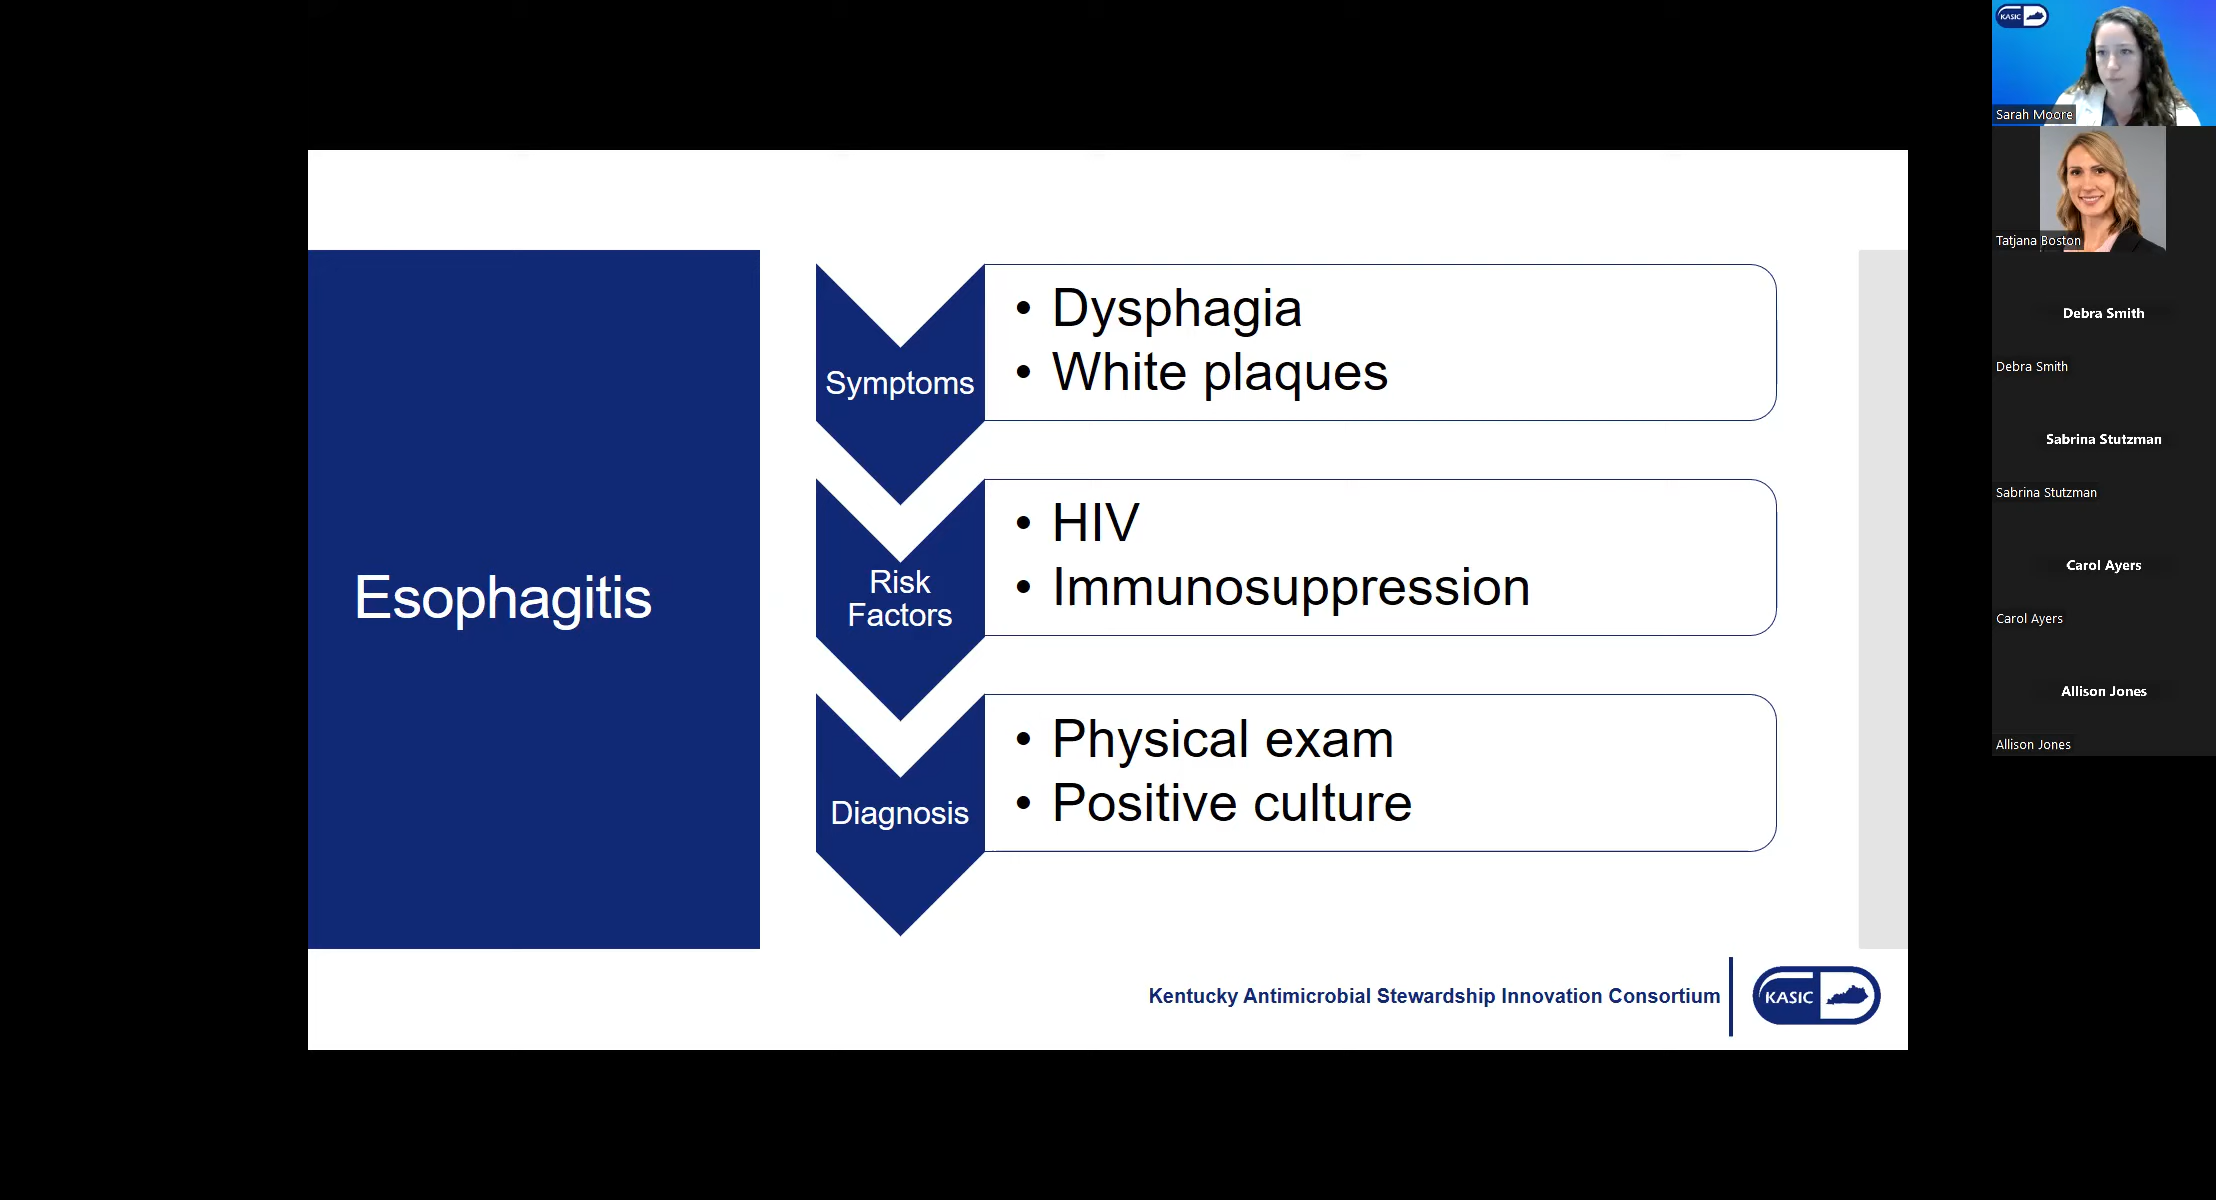 Esophagitis
Symptoms
• Dysphagia
• White plaques
Risk
Factors
• HIV
• Immunosuppression
Diagnosis
• Physical exam
• Positive culture
Kentucky Antimicrobial Stewardship Innovation Consortium
KASIC
KASIC
Sarah Moore
Tatjana Boston
Debra Smith
Debra Smith
Sabrina Stutzman
Sabrina Stutzman
Carol Ayers
Carol Ayers
Allison Jones
Allison Jones